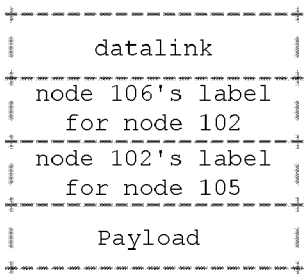 datalink
node 106's label
for node 102
node 102's label
for node 105
Payload